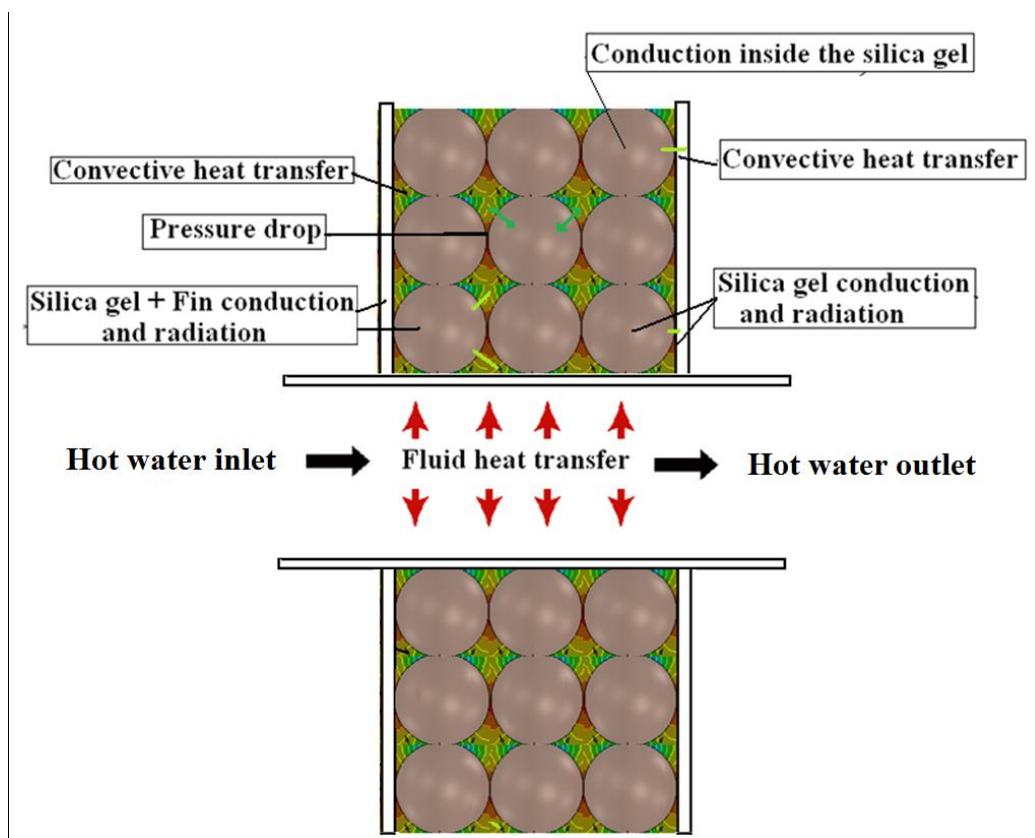 Conduction inside the silica gel
Convective heat transfer
Convective heat transfer
Pressure drop
Silica gel + Fin conduction
and radiation
Silica gel conduction
and radiation
Hot water inlet
Fluid heat transfer
Hot water outlet